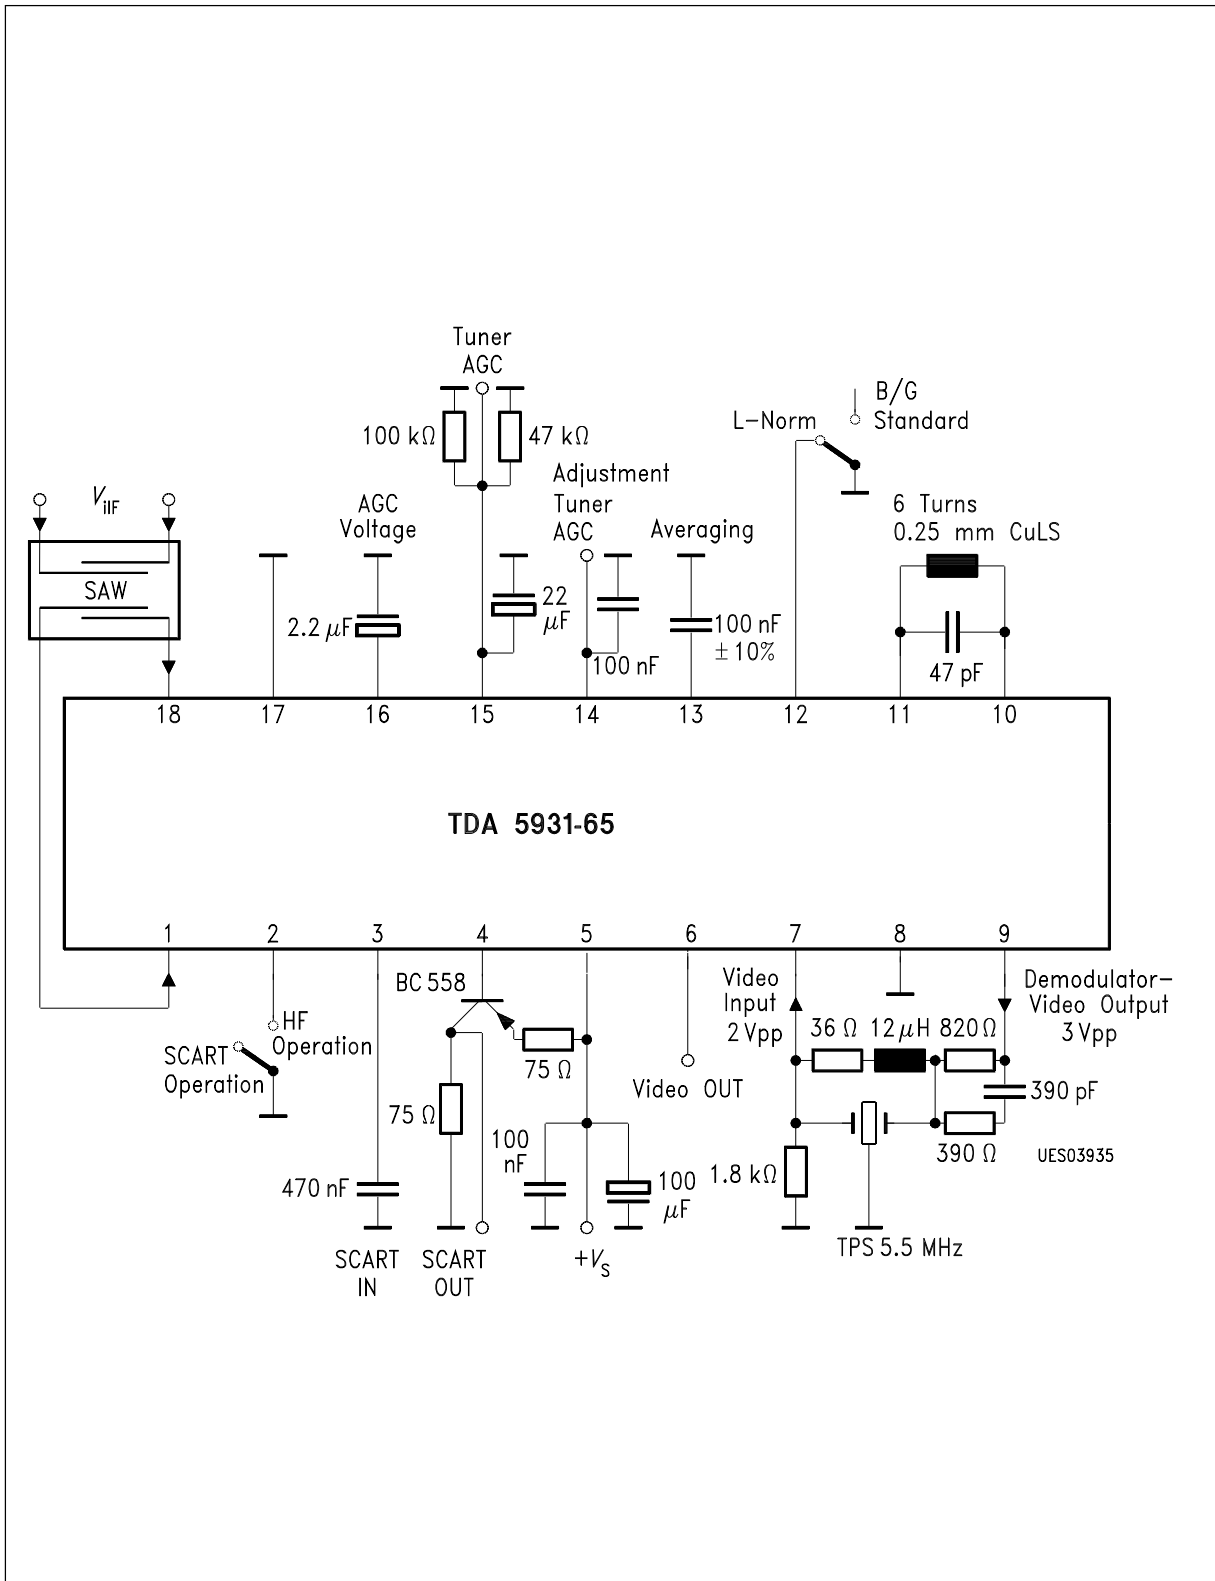 Tuner
AGC
100 kΩ
47 kΩ
B/G
Standard
L–Norm
ViIF
SAW
AGC
Voltage
2.2 μF
22
μF
Adjustment
Tuner
AGC
100 nF
Averaging
100 nF
± 10%
6 Turns
0.25 mm CuLS
47 pF
18 17 16 15 14 13 12 11 10
TDA 5931-65
1 2 3 4 5 6 7 8 9
HF
Operation
SCART
Operation
470 nF
SCART
IN
BC 558
75 Ω
75 Ω
SCART
OUT
100
nF
100
μF
+VS
Video OUT
Video
Input
2 Vpp
36 Ω 12 μH 820 Ω
Demodulator–
Video Output
3 Vpp
390 pF
390 Ω
1.8 kΩ
TPS 5.5 MHz
UES03935